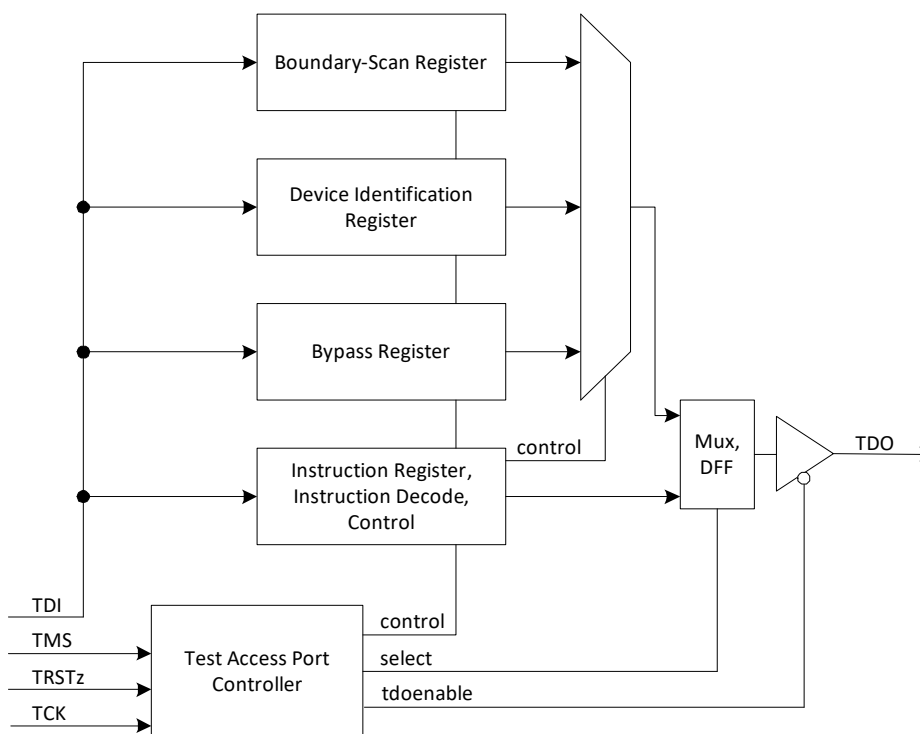 Boundary-Scan Register
Device Identification
Register
Bypass Register
control
Instruction Register,
Instruction Decode,
Control
Mux,
DFF
TDO
TDI
TMS
TRSTz
TCK
Test Access Port
Controller
control
select
tdoenable